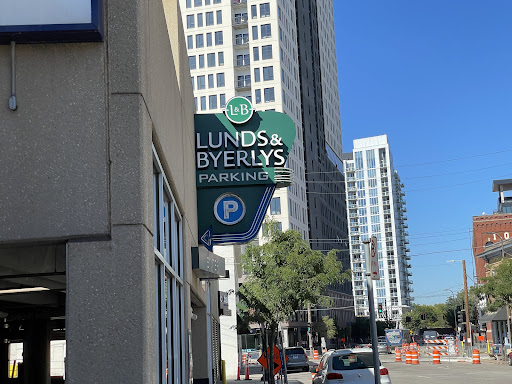 L&B
LUNDS&
BYERLYS
PARKING
P